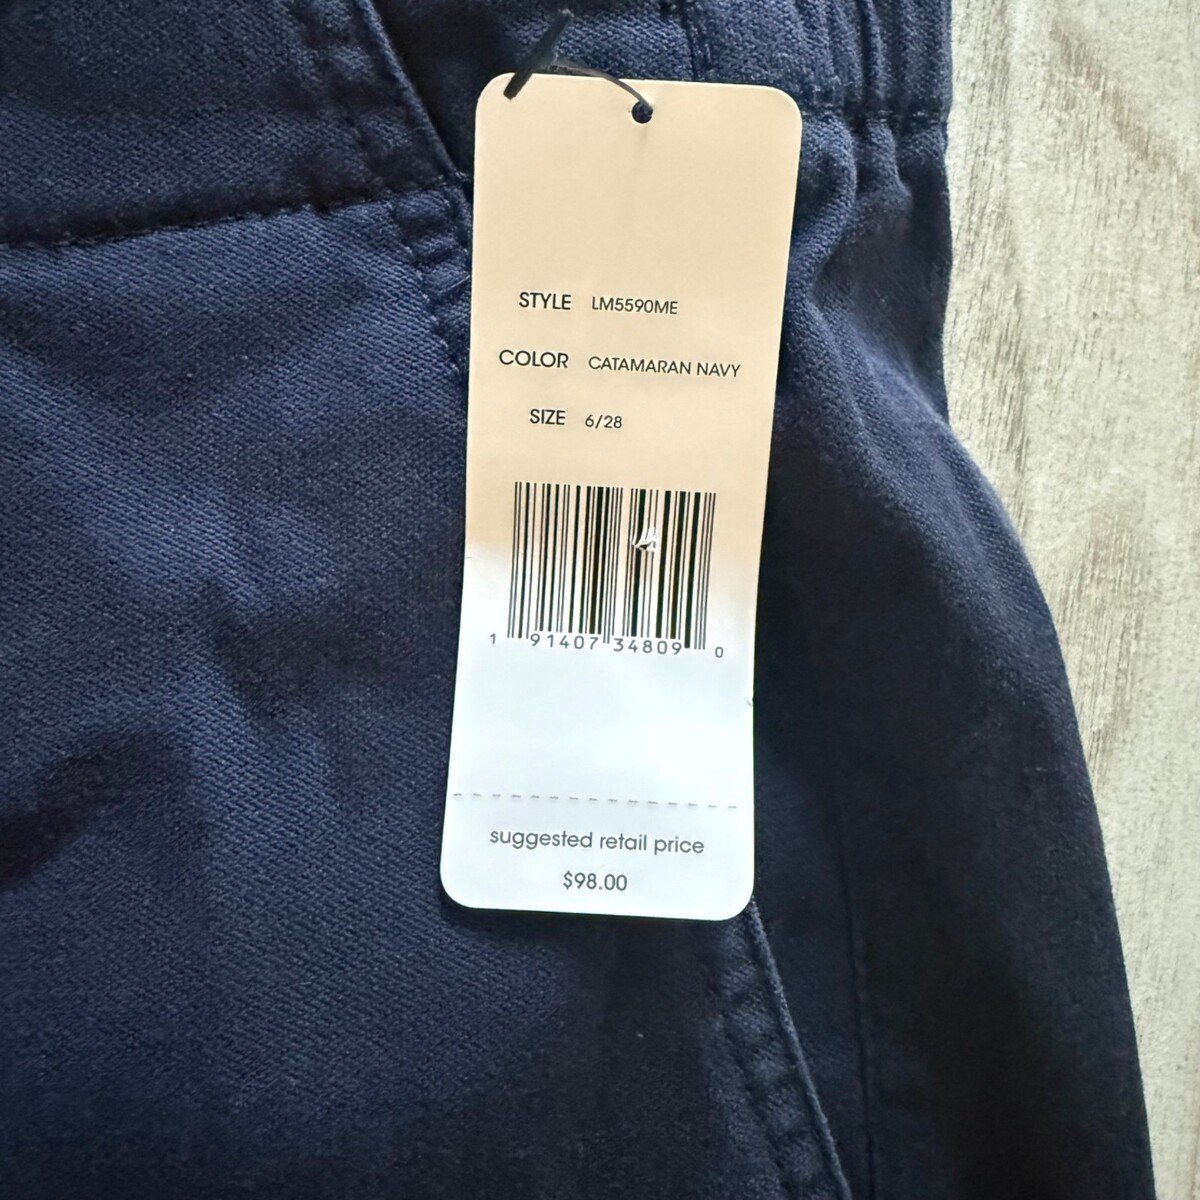 STYLE LM5590ME
COLOR CATAMARAN NAVY
SIZE 6/28
1 91407 34809 0
suggested retail price
$98.00